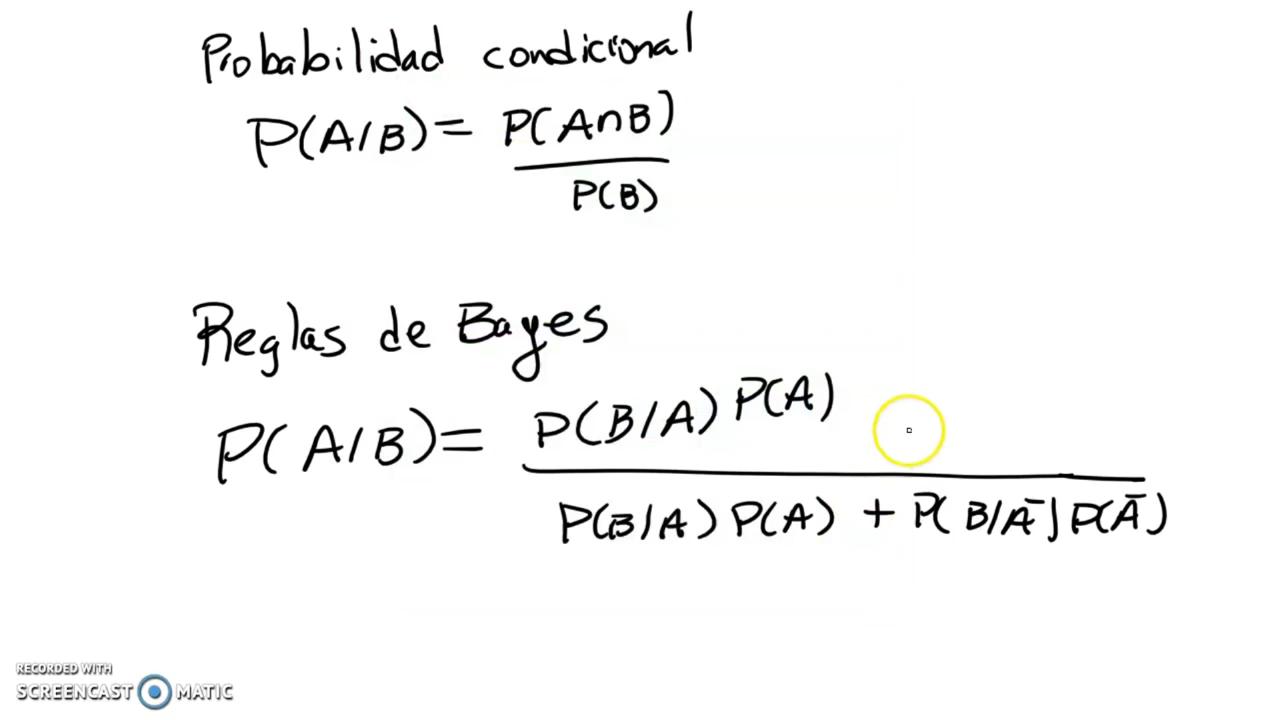 Probabilidad condicional
P(A/B) = P(A∩B)
P(B)
Reglas de Bayes
P(A/B) = P(B/A) P(A)
P(B/A) P(A) + P(B/Ā) P(Ā)
RECORDED WITH
SCREENCAST MATIC